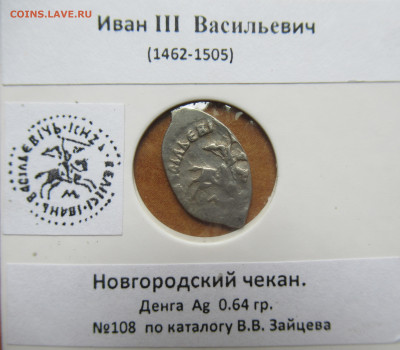 COINS.LAVE.RU
Иван III Васильевич
(1462-1505)
Новгородский чекан.
Денга Ag 0.64 гр.
№108 по каталогу В.В. Зайцева